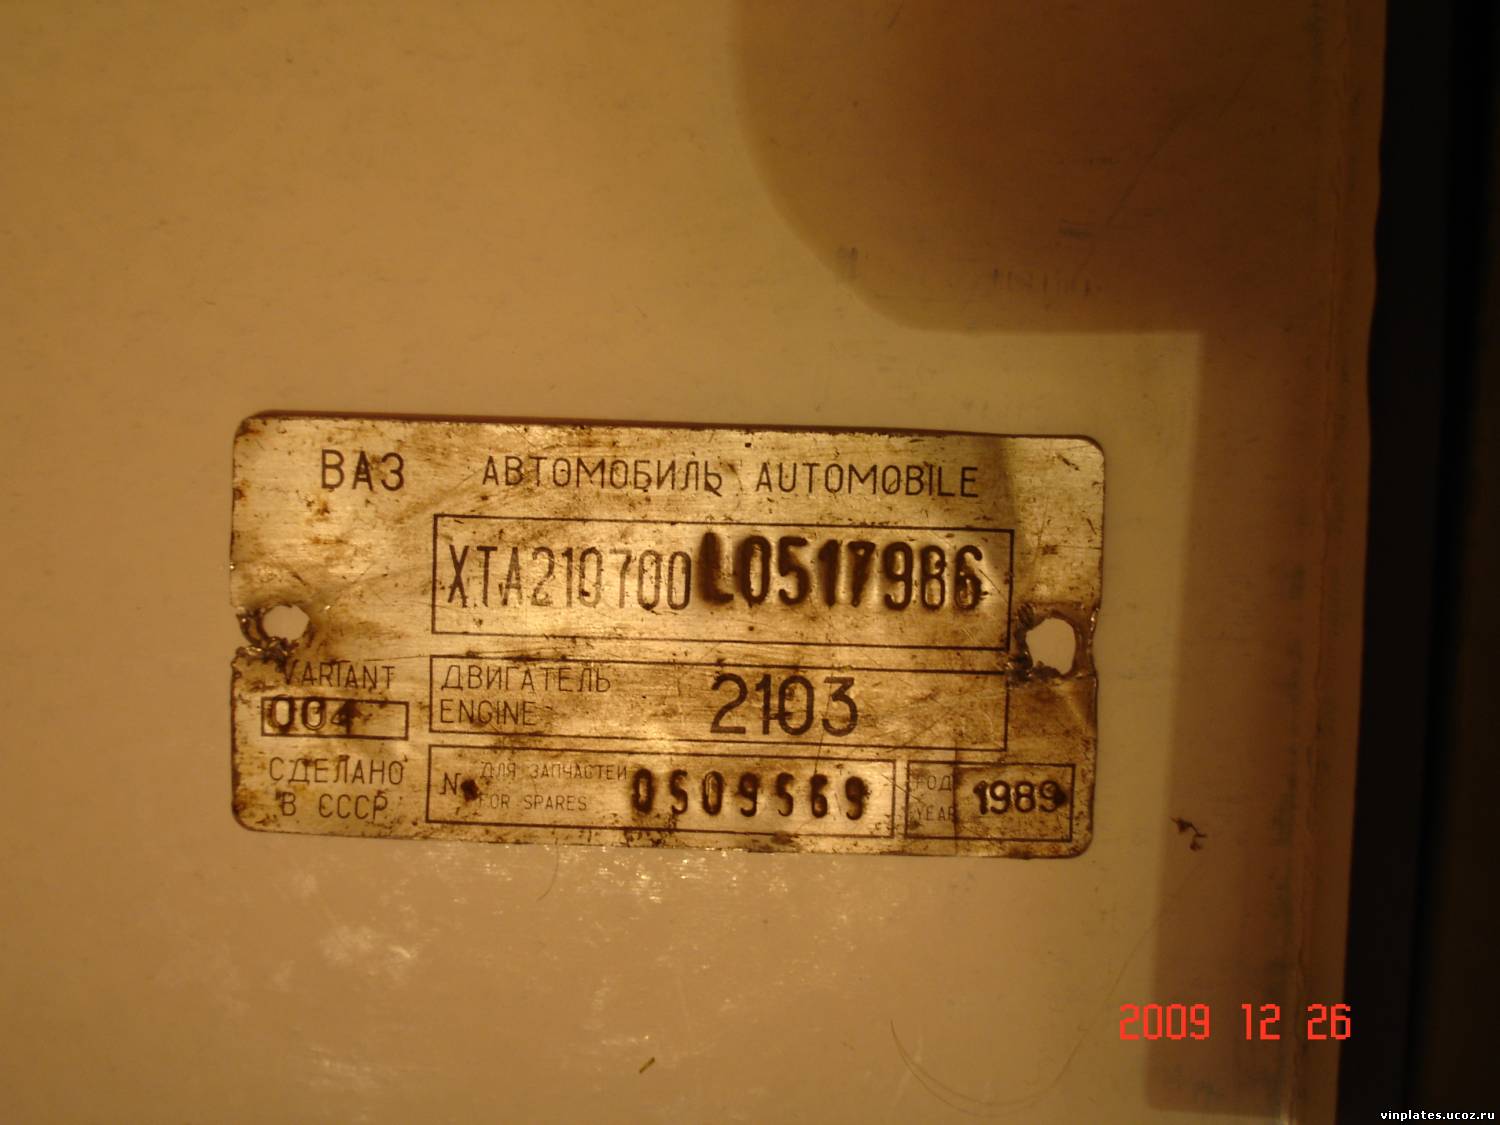 ВАЗ АВТОМОБИЛЬ AUTOMOBILE
XTA210700L0517986
VARIANT
004
ДВИГАТЕЛЬ
ENGINE
2103
СДЕЛАНО
В СССР
№ ДЛЯ ЗАПЧАСТЕЙ
FOR SPARES
0509569
ГОД
YEAR
1989
2009 12 26
vinplates.ucoz.ru